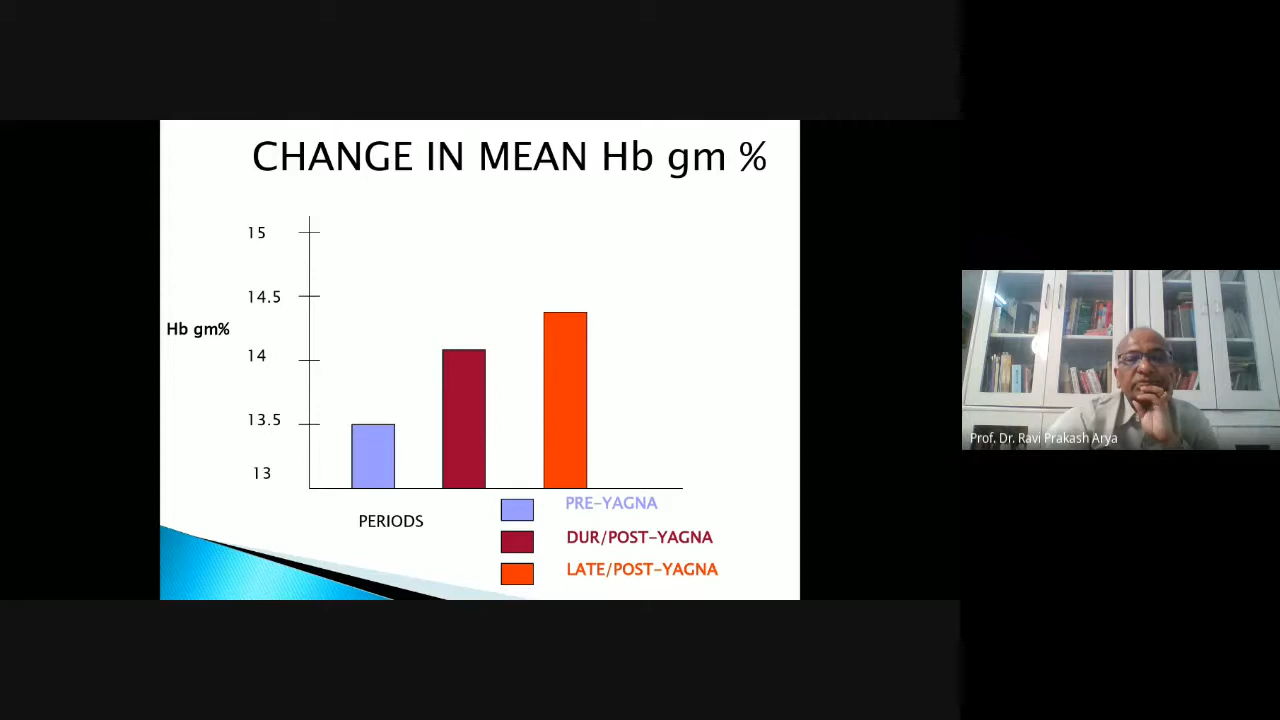 CHANGE IN MEAN Hb gm %
15
14.5
Hb gm%
14
13.5
13
PERIODS
PRE-YAGNA
DUR/POST-YAGNA
LATE/POST-YAGNA
Prof. Dr. Ravi Prakash Arya